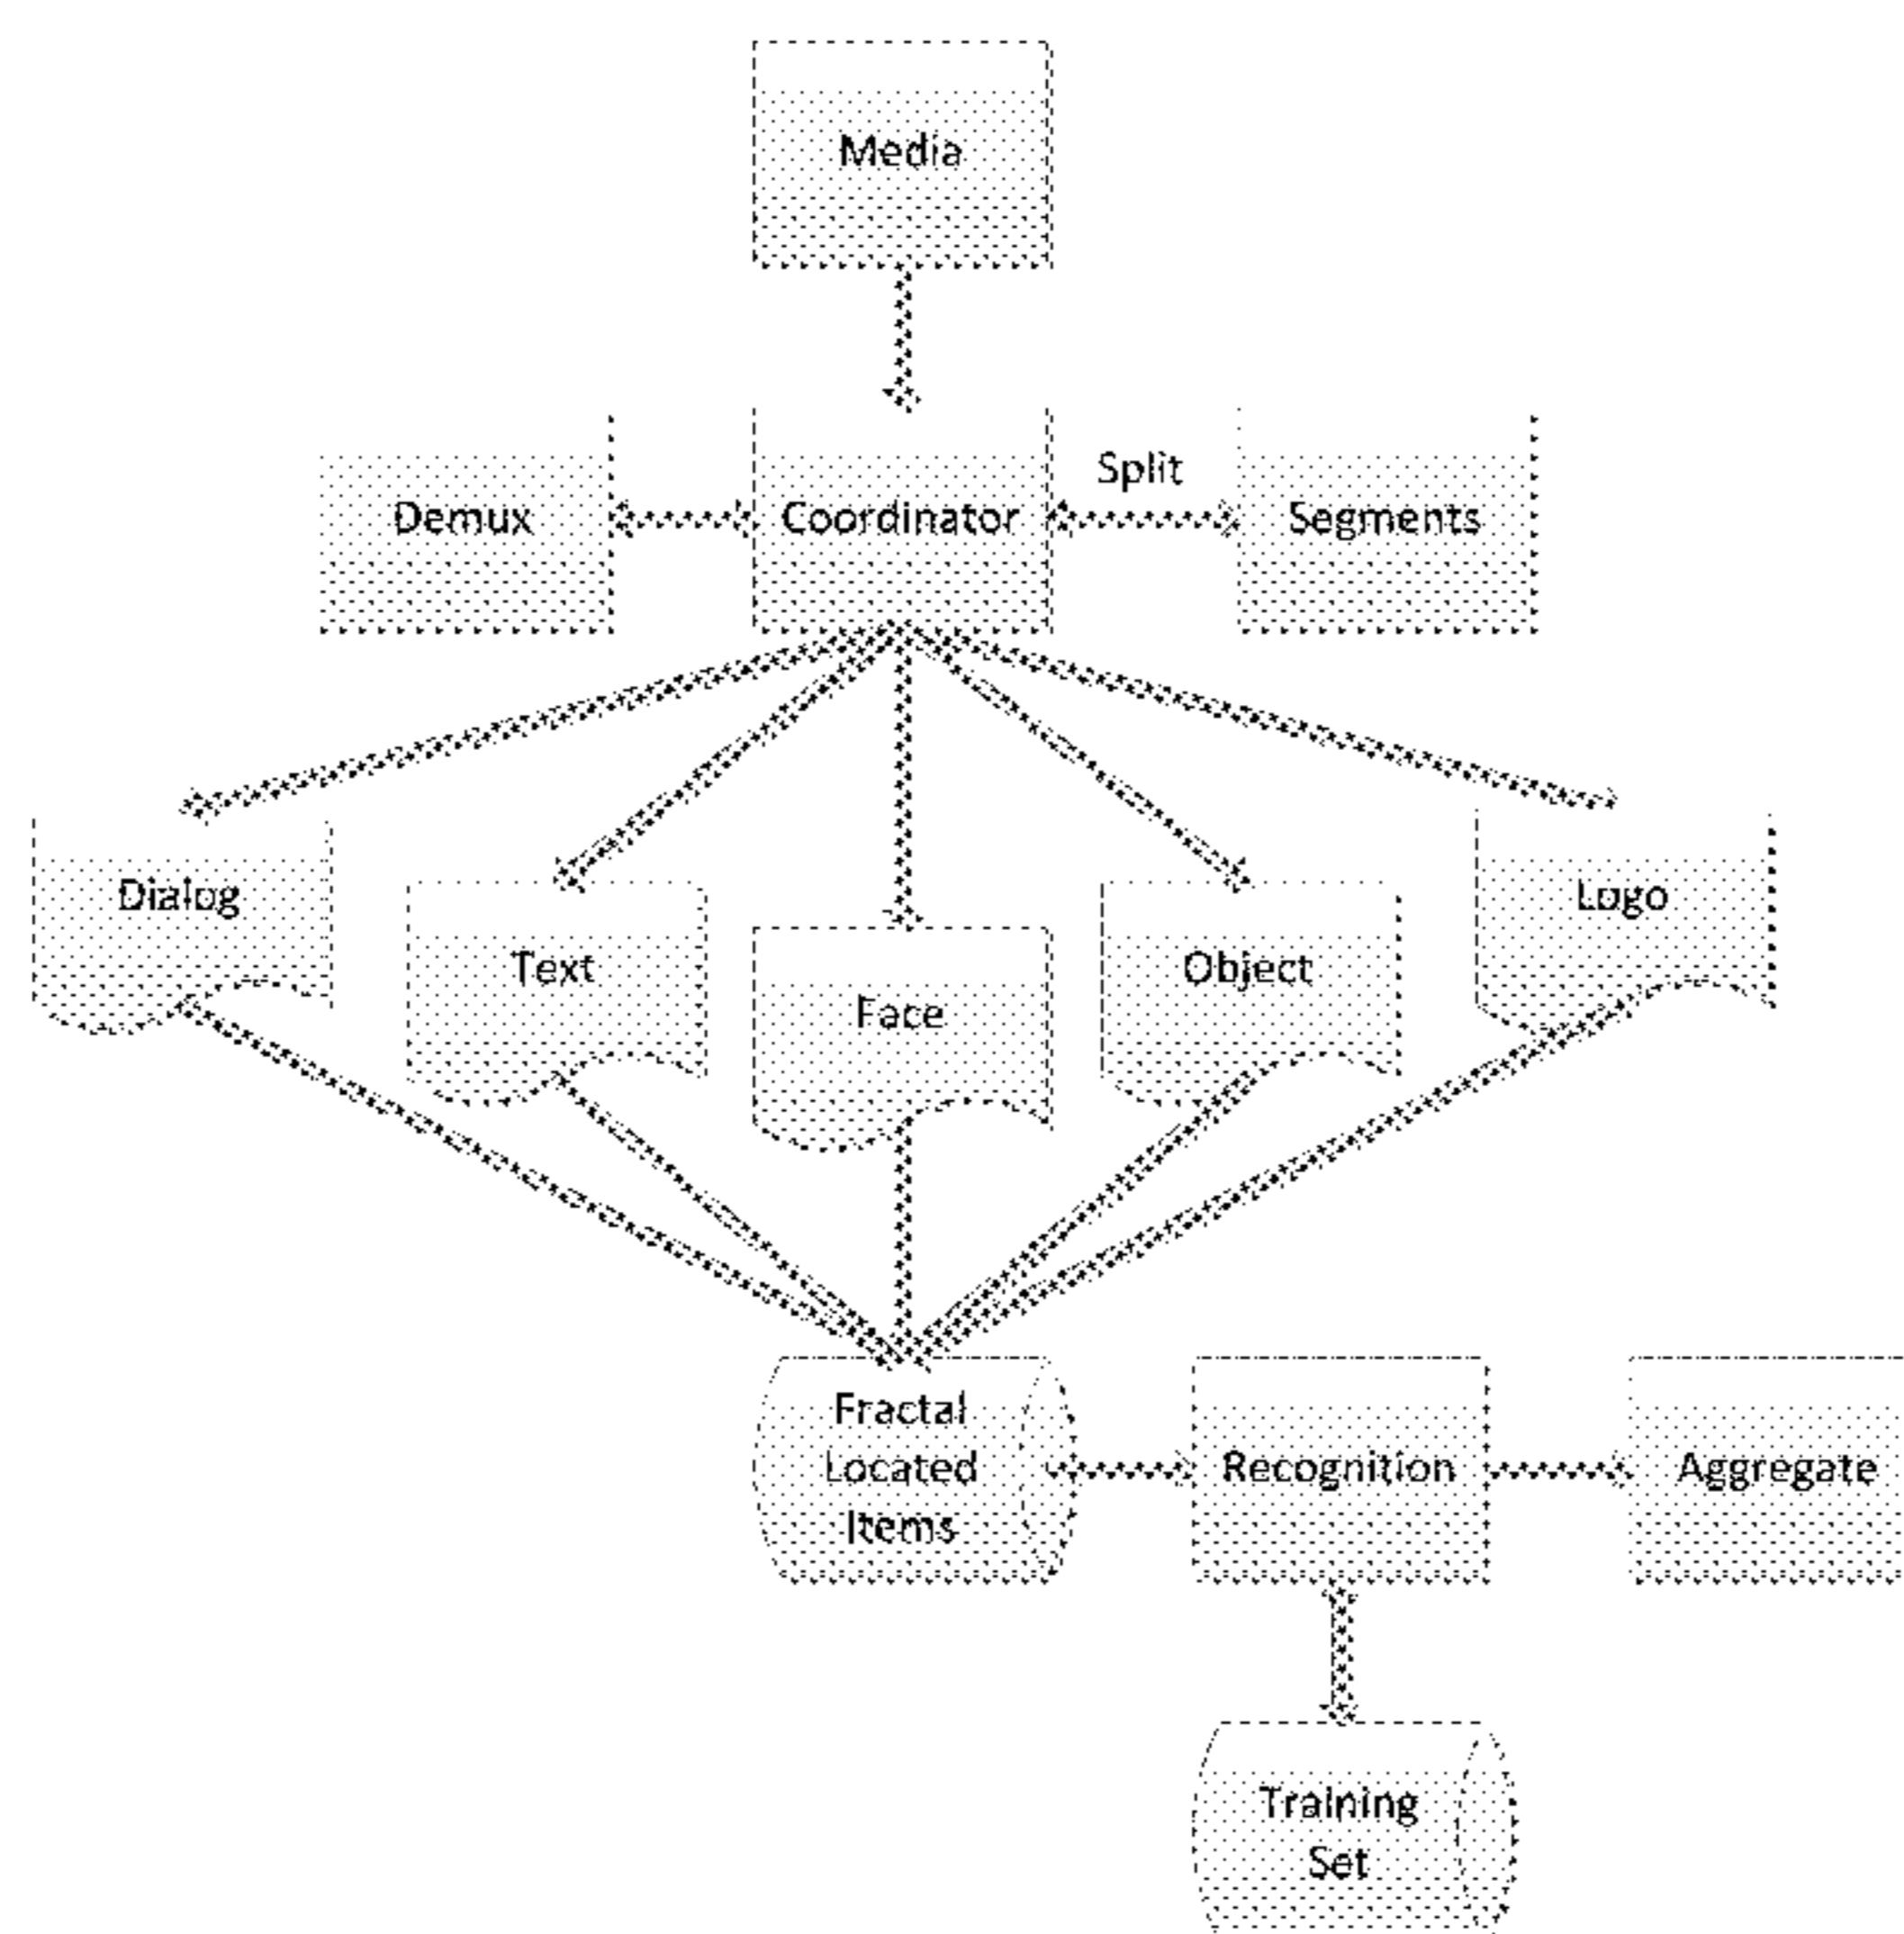 Media
Split
Demux
Coordinator
Segments
Dialog
Logo
Text
Object
Face
Fractal
Located
Items
Recognition
Aggregate
Training
Set